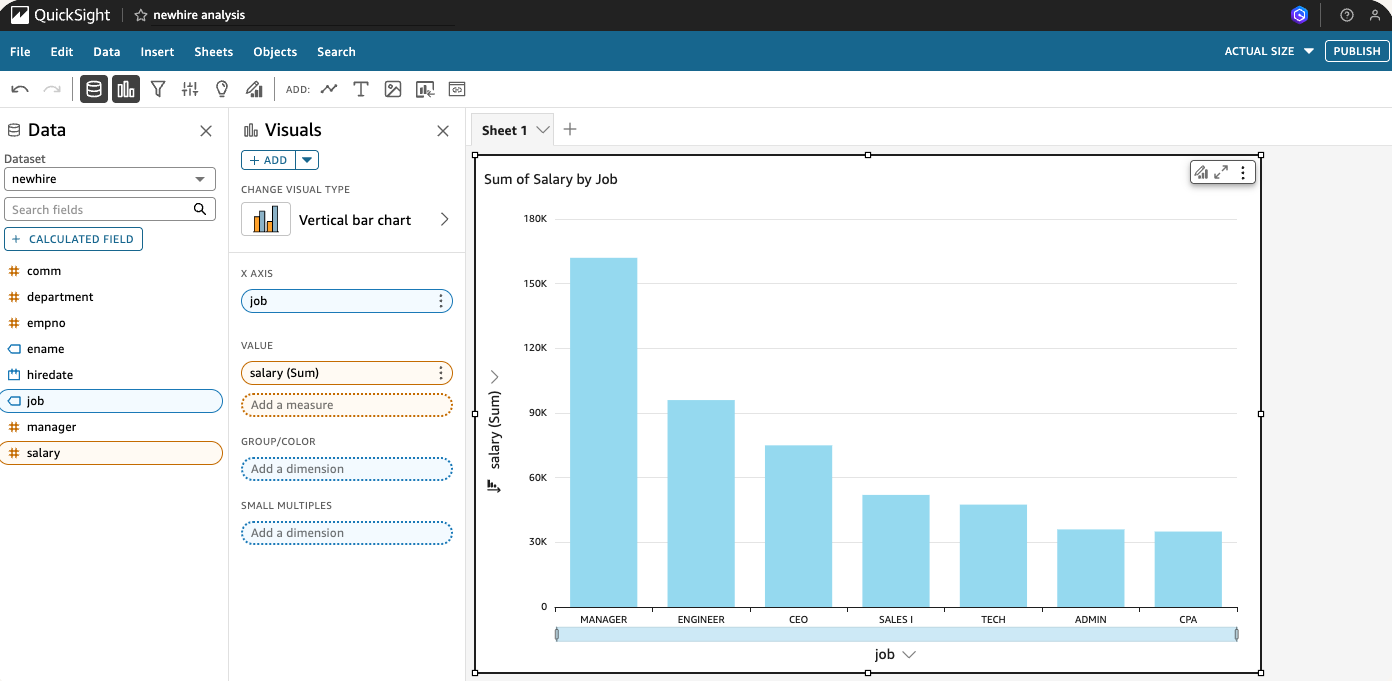 QuickSight newhire analysis
File Edit Data Insert Sheets Objects Search ACTUAL SIZE PUBLISH
ADD:
Data
Dataset
newhire
Search fields
+ CALCULATED FIELD
comm
department
empno
ename
hiredate
job
manager
salary
Visuals
+ ADD
CHANGE VISUAL TYPE
Vertical bar chart
X AXIS
job
VALUE
salary (Sum)
Add a measure
GROUP/COLOR
Add a dimension
SMALL MULTIPLES
Add a dimension
Sheet 1
Sum of Salary by Job
salary (Sum)
180K
150K
120K
90K
60K
30K
0
MANAGER ENGINEER CEO SALES I TECH ADMIN CPA
job